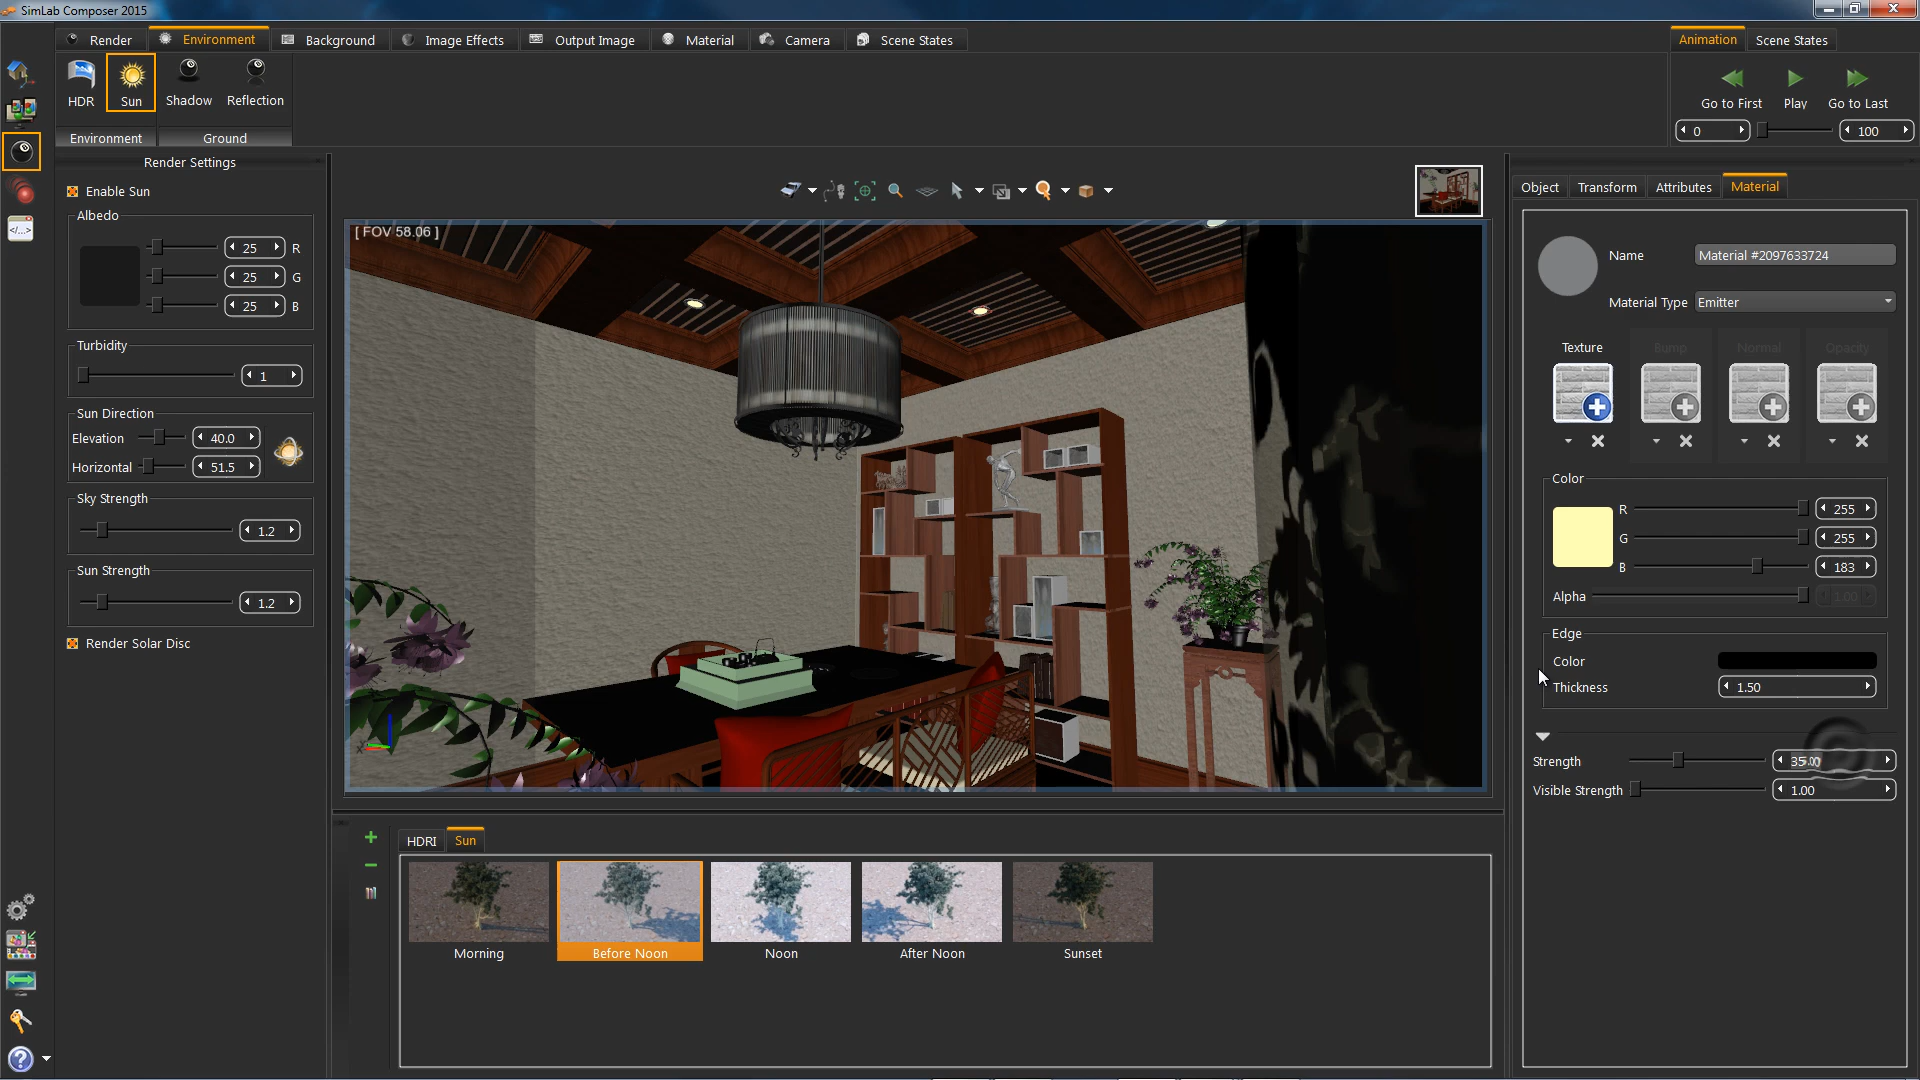 SimLab Composer 2015
Render
Environment
Background
Image Effects
Output Image
Material
Camera
Scene States
Animation
Scene States
HDR
Sun
Shadow
Reflection
Environment
Ground
Go to First
Play
Go to Last
0
100
Render Settings
Enable Sun
Albedo
25 R
25 G
25 B
Turbidity
1
Sun Direction
Elevation 40.0
Horizontal 51.5
Sky Strength
1.2
Sun Strength
1.2
Render Solar Disc
[ FOV 58.06 ]
HDRI
Sun
Morning
Before Noon
Noon
After Noon
Sunset
Object
Transform
Attributes
Material
Name Material #2097633724
Material Type Emitter
Texture
Bump
Normal
Opacity
Color
R 255
G 255
B 183
Alpha 1.00
Edge
Color
Thickness 1.50
Strength 35.00
Visible Strength 1.00